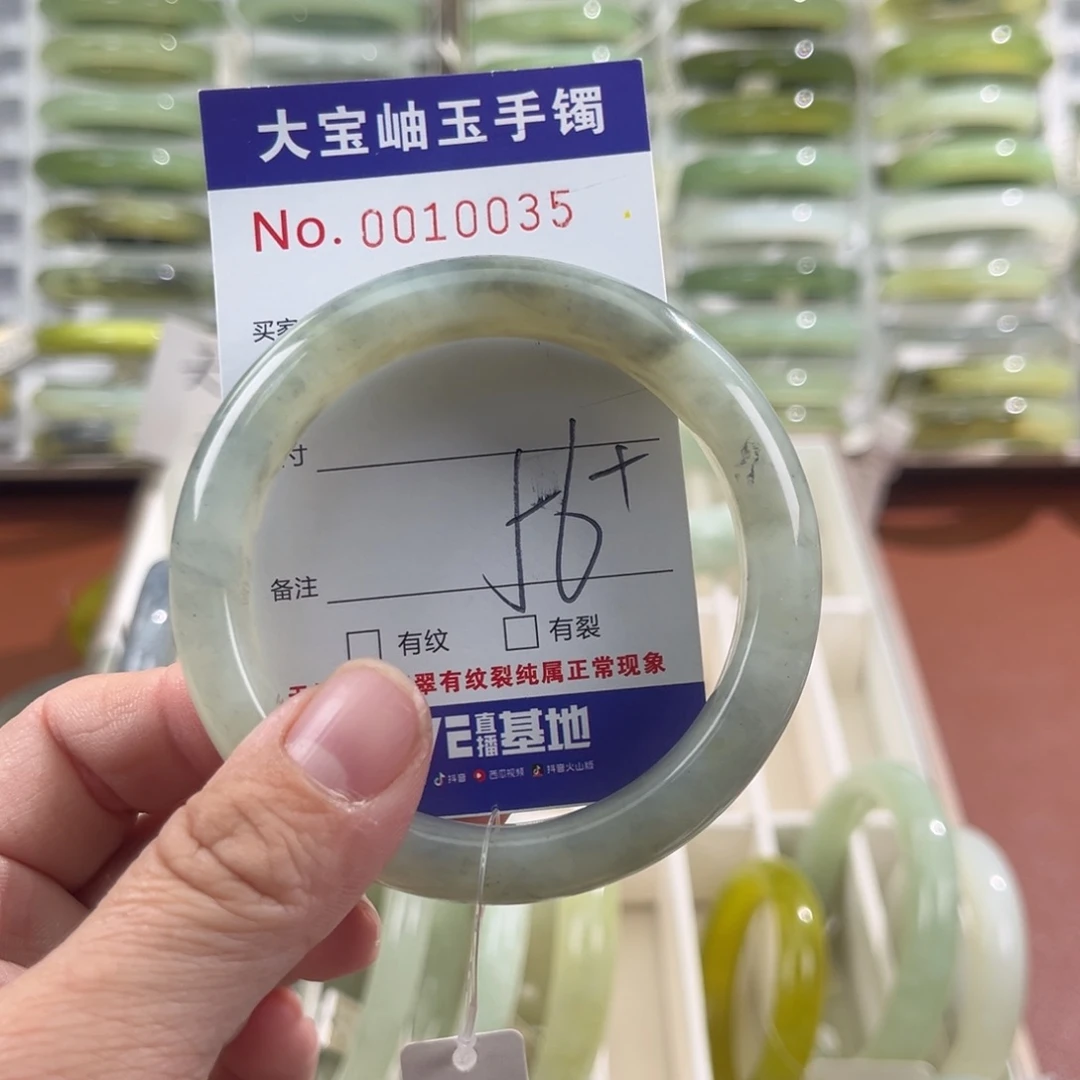 大宝岫玉手镯
No. 0010035
买家
寸 56+
备注
有纹 有裂
翠有纹裂纯属正常现象
直播基地
抖音 西瓜视频 抖音火山版